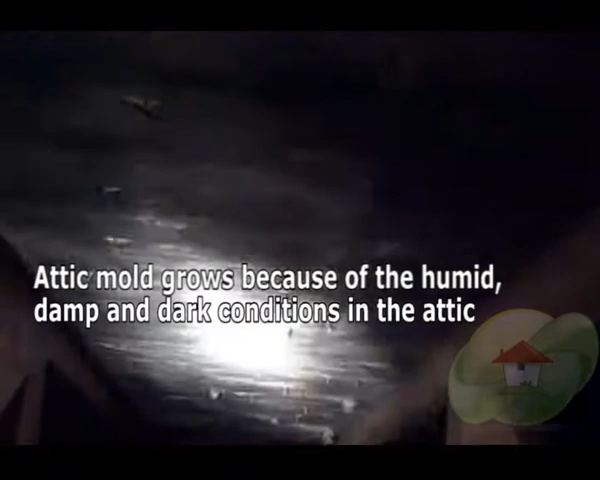 Attic mold grows because of the humid,
damp and dark conditions in the attic